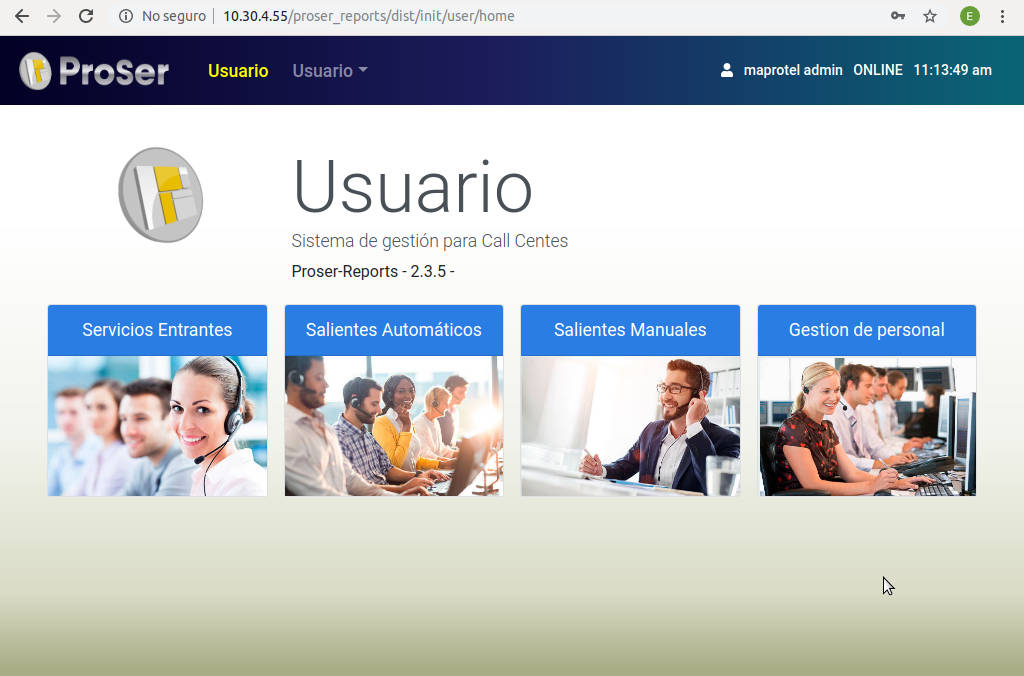 No seguro 10.30.4.55/proser_reports/dist/init/user/home E
ProSer Usuario Usuario maprotel admin ONLINE 11:13:49 am
Usuario
Sistema de gestión para Call Centes
Proser-Reports - 2.3.5 -
Servicios Entrantes Salientes Automáticos Salientes Manuales Gestion de personal